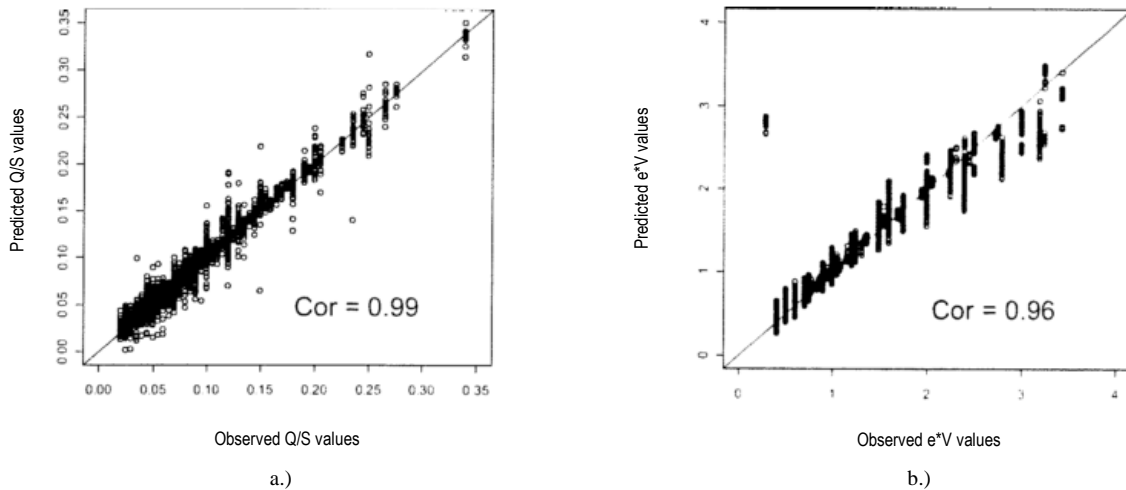 Predicted Q/S values
0.35
0.30
0.25
0.20
0.15
0.10
0.05
0.00
Cor = 0.99
0.00 0.05 0.10 0.15 0.20 0.25 0.30 0.35
Observed Q/S values
a.)
Predicted e*V values
4
3
2
1
0
Cor = 0.96
0 1 2 3 4
Observed e*V values
b.)